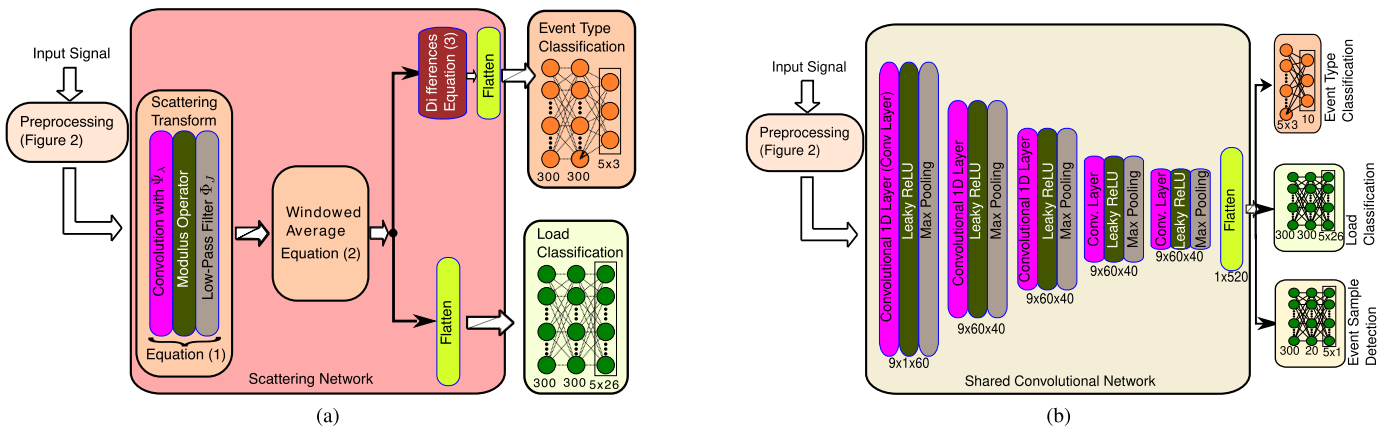 Input Signal
Preprocessing
(Figure 2)
Scattering
Transform
Convolution with Ψλ
Modulus Operator
Low-Pass Filter ΦJ
Equation (1)
Windowed
Average
Equation (2)
Di fferences
Equation (3)
Flatten
Flatten
Scattering Network
Event Type
Classification
300 300 5x3
Load
Classification
300 300 5x26
(a)
Input Signal
Preprocessing
(Figure 2)
Convolutional 1D Layer (Conv Layer)
Leaky ReLU
Max Pooling
9x1x60
Convolutional 1D Layer
Leaky ReLU
Max Pooling
9x60x40
Convolutional 1D Layer
Leaky ReLU
Max Pooling
9x60x40
Conv. Layer
Leaky ReLU
Max Pooling
9x60x40
Conv. Layer
Leaky ReLU
Max Pooling
9x60x40
Flatten
1x520
Shared Convolutional Network
5x3 10
Event Type
Classification
300 300 5x26
Load
Classification
300 20 5x1
Event Sample
Detection
(b)